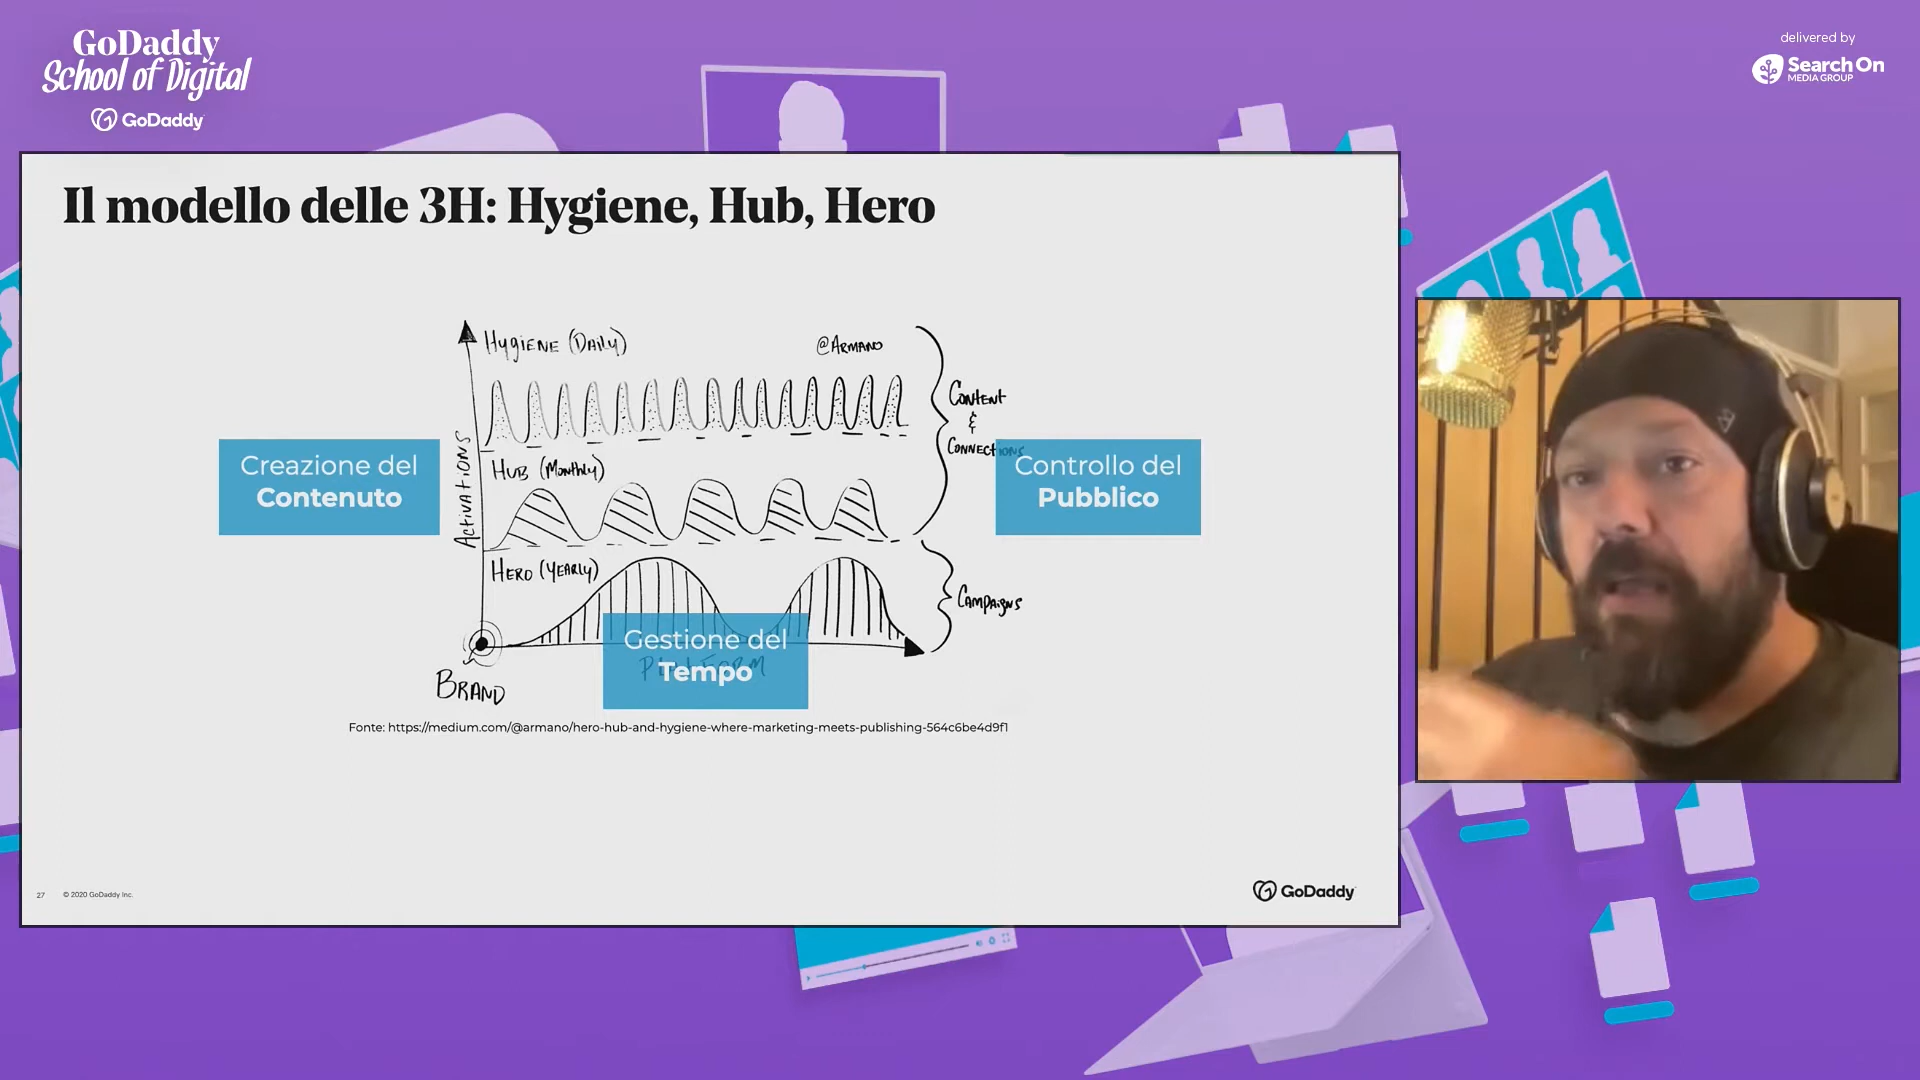 GoDaddy
School of Digital
GoDaddy
delivered by
Search On
MEDIA GROUP
Il modello delle 3H: Hygiene, Hub, Hero
Hygiene (Daily)
@Armano
Content
&
Connections
Activations
Hub (Monthly)
Creazione del
Contenuto
Controllo del
Pubblico
Hero (Yearly)
Campaigns
Gestione del
Tempo
Platform
Brand
Fonte: https://medium.com/@armano/hero-hub-and-hygiene-where-marketing-meets-publishing-564c6be4d9f1
27
© 2020 GoDaddy Inc.
GoDaddy